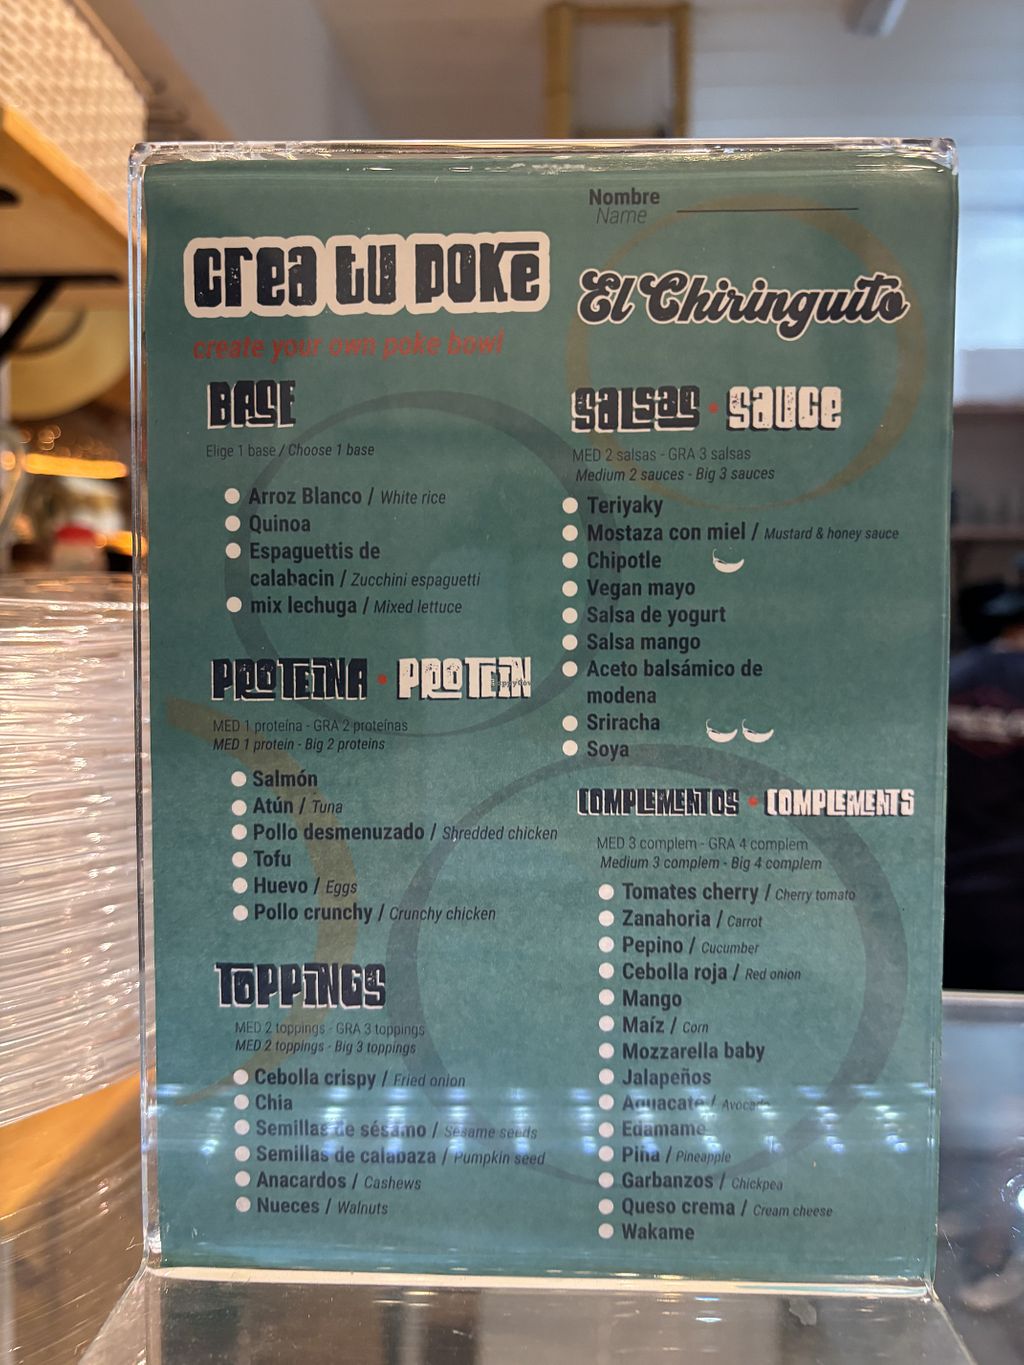 Nombre
Name
Crea tu poke
create your own poke bowl
El Chiringuito
BASE
Elige 1 base / Choose 1 base
Arroz Blanco / White rice
Quinoa
Espaguettis de
calabacin / Zucchini espaguetti
mix lechuga / Mixed lettuce
PROTEINA • PROTEIN
MED 1 proteína - GRA 2 proteínas
MED 1 protein - Big 2 proteins
Salmón
Atún / Tuna
Pollo desmenuzado / Shredded chicken
Tofu
Huevo / Eggs
Pollo crunchy / Crunchy chicken
TOPPINGS
MED 2 toppings - GRA 3 toppings
MED 2 toppings - Big 3 toppings
Cebolla crispy / Fried onion
Chia
Semillas de sésamo / Sesame seeds
Semillas de calabaza / Pumpkin seed
Anacardos / Cashews
Nueces / Walnuts
Salsas • Sauce
MED 2 salsas - GRA 3 salsas
Medium 2 sauces - Big 3 sauces
Teriyaky
Mostaza con miel / Mustard & honey sauce
Chipotle
Vegan mayo
Salsa de yogurt
Salsa mango
Aceto balsámico de
modena
Sriracha
Soya
COMPLEMENTOS • COMPLEMENTS
MED 3 complem - GRA 4 complem
Medium 3 complem - Big 4 complem
Tomates cherry / Cherry tomato
Zanahoria / Carrot
Pepino / Cucumber
Cebolla roja / Red onion
Mango
Maíz / Corn
Mozzarella baby
Jalapeños
Aguacate / Avocado
Edamame
Piña / Pineapple
Garbanzos / Chickpea
Queso crema / Cream cheese
Wakame